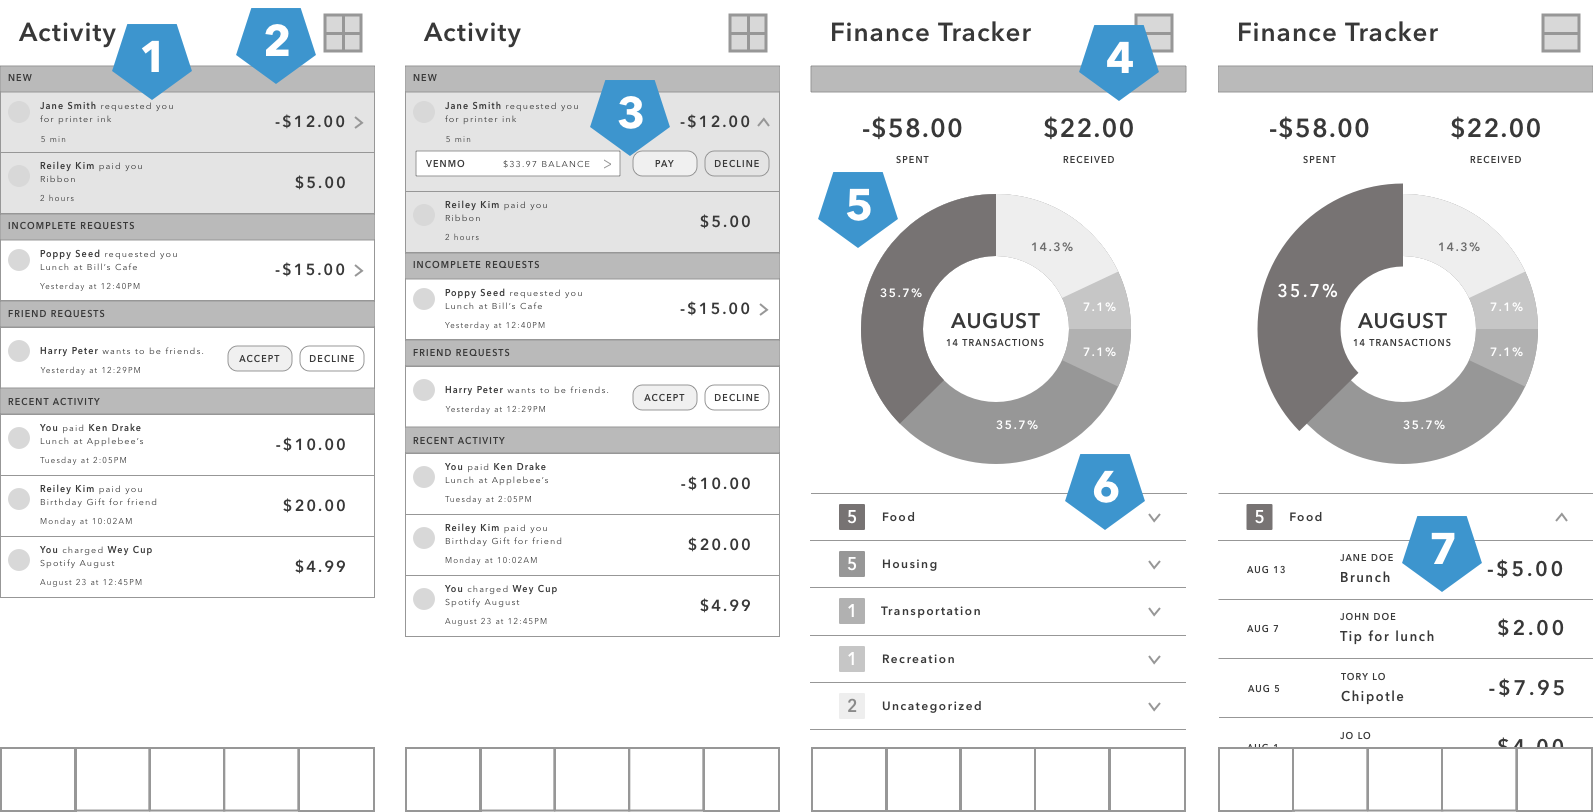 Activity
1
2
NEW
Jane Smith requested you
for printer ink
5 min
-$12.00
Reiley Kim paid you
Ribbon
2 hours
$5.00
INCOMPLETE REQUESTS
Poppy Seed requested you
Lunch at Bill's Cafe
Yesterday at 12:40PM
-$15.00
FRIEND REQUESTS
Harry Peter wants to be friends.
Yesterday at 12:29PM
ACCEPT
DECLINE
RECENT ACTIVITY
You paid Ken Drake
Lunch at Applebee's
Tuesday at 2:05PM
-$10.00
Reiley Kim paid you
Birthday Gift for friend
Monday at 10:02AM
$20.00
You charged Wey Cup
Spotify August
August 23 at 12:45PM
$4.99
Activity
NEW
Jane Smith requested you
for printer ink
5 min
3
-$12.00
VENMO $33.97 BALANCE
PAY
DECLINE
Reiley Kim paid you
Ribbon
2 hours
$5.00
INCOMPLETE REQUESTS
Poppy Seed requested you
Lunch at Bill's Cafe
Yesterday at 12:40PM
-$15.00
FRIEND REQUESTS
Harry Peter wants to be friends.
Yesterday at 12:29PM
ACCEPT
DECLINE
RECENT ACTIVITY
You paid Ken Drake
Lunch at Applebee's
Tuesday at 2:05PM
-$10.00
Reiley Kim paid you
Birthday Gift for friend
Monday at 10:02AM
$20.00
You charged Wey Cup
Spotify August
August 23 at 12:45PM
$4.99
Finance Tracker
4
-$58.00
SPENT
$22.00
RECEIVED
5
14.3%
35.7%
7.1%
AUGUST
14 TRANSACTIONS
7.1%
35.7%
6
5 Food
5 Housing
1 Transportation
1 Recreation
2 Uncategorized
Finance Tracker
-$58.00
SPENT
$22.00
RECEIVED
14.3%
35.7%
7.1%
AUGUST
14 TRANSACTIONS
7.1%
35.7%
5 Food
7
AUG 13
JANE DOE
Brunch
-$5.00
AUG 7
JOHN DOE
Tip for lunch
$2.00
AUG 5
TORY LO
Chipotle
-$7.95
AUG 1
JO LO
$4.00